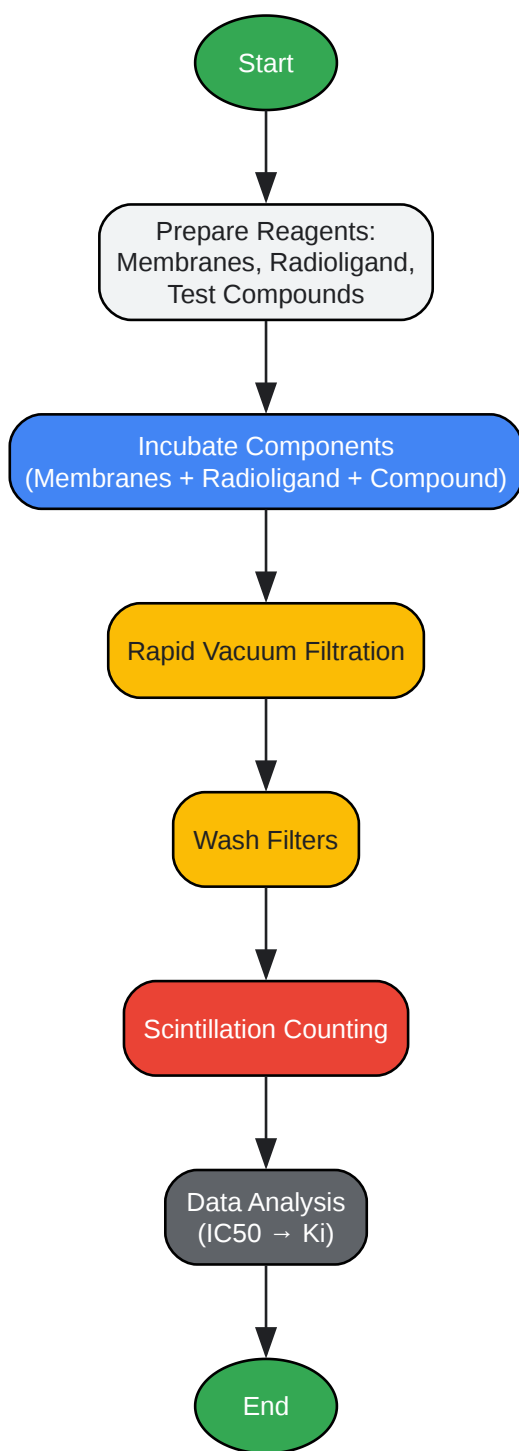 Start
Prepare Reagents:
Membranes, Radioligand,
Test Compounds
Incubate Components
(Membranes + Radioligand + Compound)
Rapid Vacuum Filtration
Wash Filters
Scintillation Counting
Data Analysis
(IC50 → Ki)
End